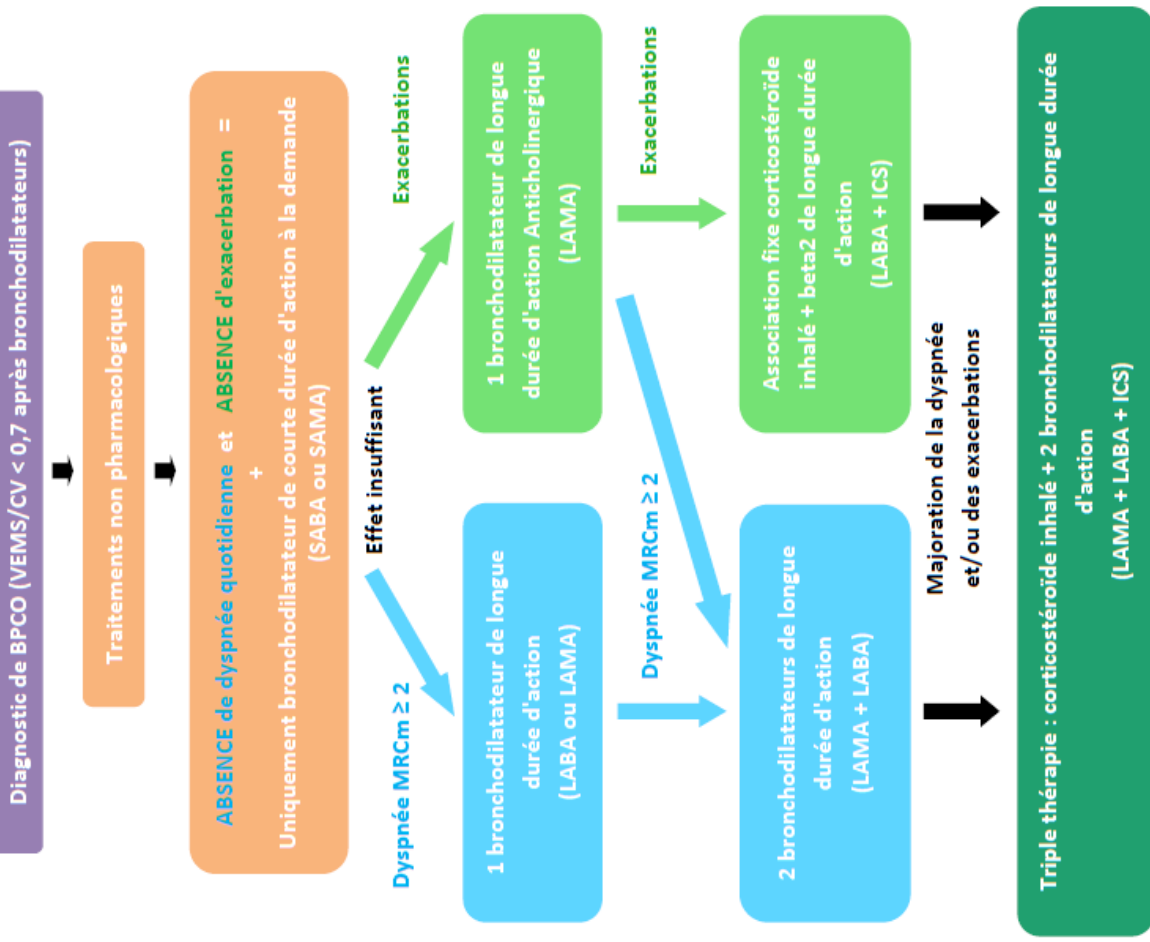 Diagnostic de BPCO (VEMS/CV < 0,7 après bronchodilatateurs)
Traitements non pharmacologiques
ABSENCE de dyspnée quotidienne et ABSENCE d'exacerbation =
+
Uniquement bronchodilatateur de courte durée d'action à la demande
(SABA ou SAMA)
Effet insuffisant
Dyspnée MRCm ≥ 2
Exacerbations
1 bronchodilatateur de longue
durée d'action
(LABA ou LAMA)
1 bronchodilatateur de longue
durée d'action Anticholinergique
(LAMA)
Dyspnée MRCm ≥ 2
Exacerbations
2 bronchodilatateurs de longue
durée d'action
(LAMA + LABA)
Association fixe corticostéroïde
inhalé + beta2 de longue durée
d'action
(LABA + ICS)
Majoration de la dyspnée
et/ou des exacerbations
Triple thérapie : corticostéroïde inhalé + 2 bronchodilatateurs de longue durée
d'action
(LAMA + LABA + ICS)